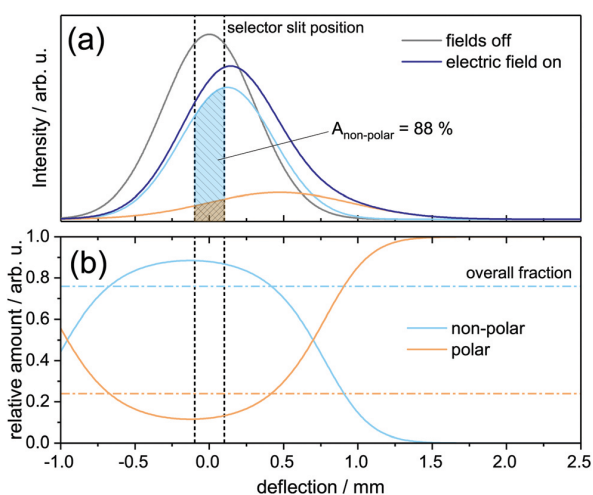 (a)
selector slit position
fields off
electric field on
A non-polar = 88 %
Intensity / arb. u.
(b)
1.0
0.8
0.6
0.4
0.2
0.0
relative amount / arb. u.
overall fraction
non-polar
polar
-1.0 -0.5 0.0 0.5 1.0 1.5 2.0 2.5
deflection / mm